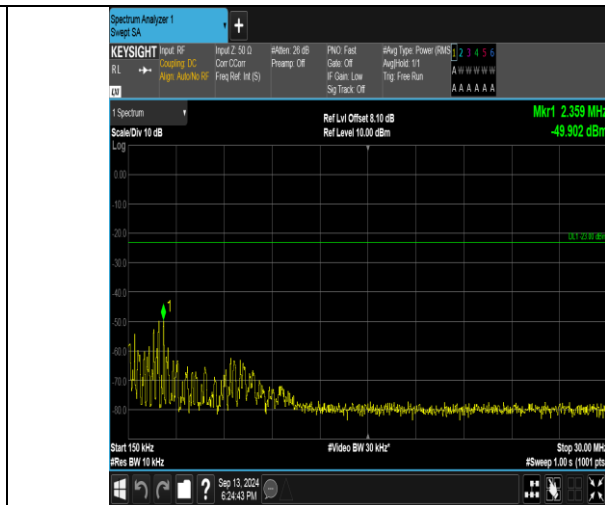 Spectrum Analyzer 1
Swept SA
+
KEYSIGHT
RL
LXI
Input: RF
Coupling: DC
Align: Auto/No RF
Input Z: 50 Ω
Corr CCorr
Freq Ref: Int (S)
#Atten: 26 dB
Preamp: Off
PNO: Fast
Gate: Off
IF Gain: Low
Sig Track: Off
#Avg Type: Power (RMS
Avg|Hold: 1/1
Trig: Free Run
1 2 3 4 5 6
A W W W W W
A A A A A A
1 Spectrum
Scale/Div 10 dB
Log
Ref Lvl Offset 8.10 dB
Ref Level 10.00 dBm
Mkr1 2.359 MHz
-49.902 dBm
0.00
-10.0
-20.0
-30.0
-40.0
-50.0
-60.0
-70.0
-80.0
1
Start 150 kHz
#Res BW 10 kHz
#Video BW 30 kHz*
Stop 30.00 MHz
#Sweep 1.00 s (1001 pts)
?
Sep 13, 2024
6:24:43 PM